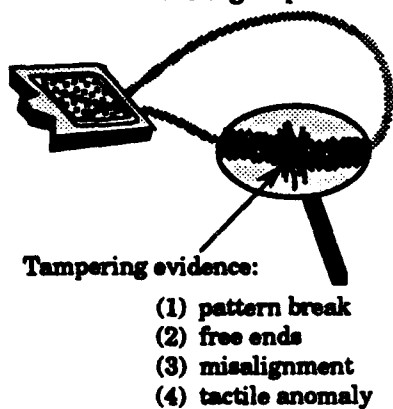 Tampering evidence:
(1) pattern break
(2) free ends
(3) misalignment
(4) tactile anomaly